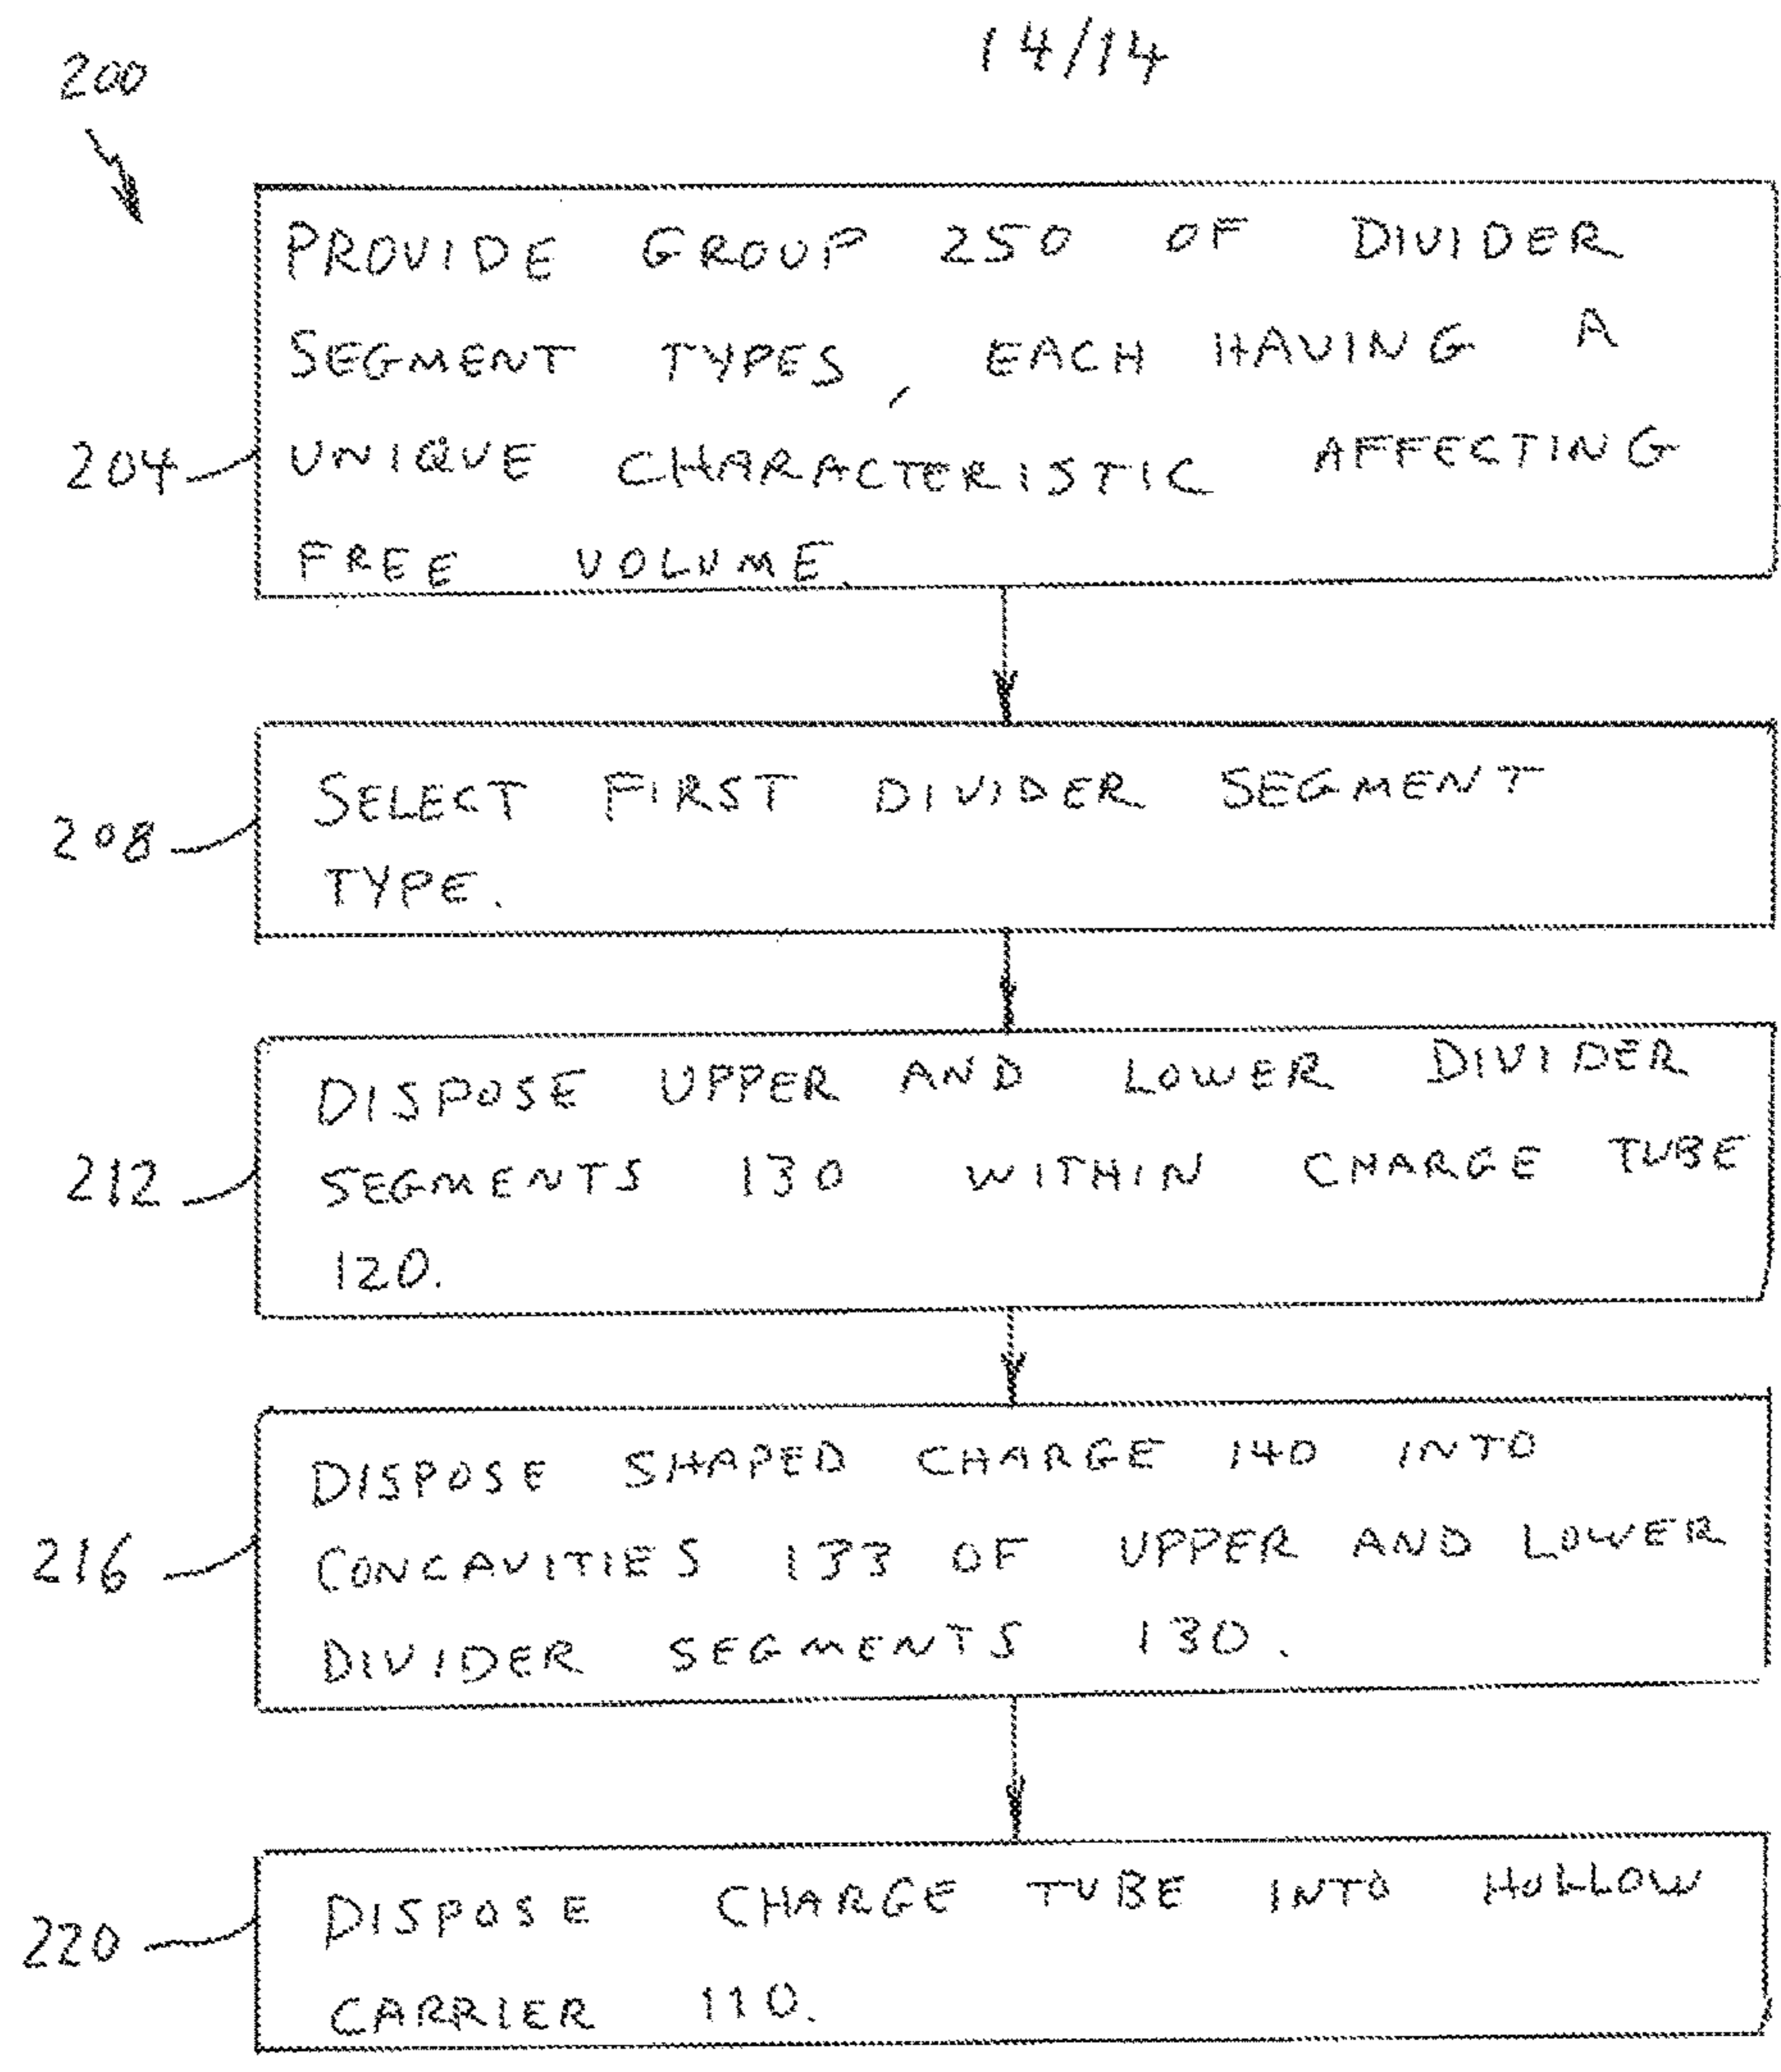 14/14
200
PROVIDE GROUP 250 OF DIVIDER
SEGMENT TYPES, EACH HAVING A
204 UNIQUE CHARACTERISTIC AFFECTING
FREE VOLUME.
SELECT FIRST DIVIDER SEGMENT
208
TYPE.
DISPOSE UPPER AND LOWER DIVIDER
212 SEGMENTS 130 WITHIN CHARGE TUBE
120.
DISPOSE SHAPED CHARGE 140 INTO
216 CONCAVITIES 133 OF UPPER AND LOWER
DIVIDER SEGMENTS 130.
DISPOSE CHARGE TUBE INTO HOLLOW
220
CARRIER 110.